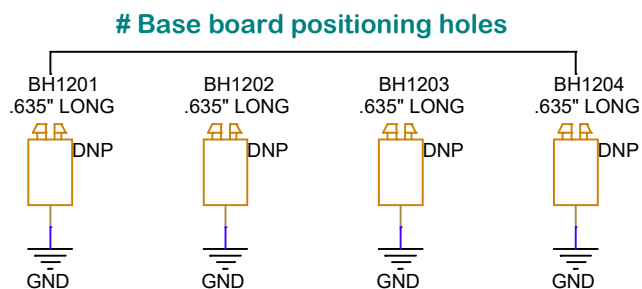 # Base board positioning holes
BH1201 BH1202 BH1203 BH1204
.635" LONG .635" LONG .635" LONG .635" LONG
DNP DNP DNP DNP
GND GND GND GND